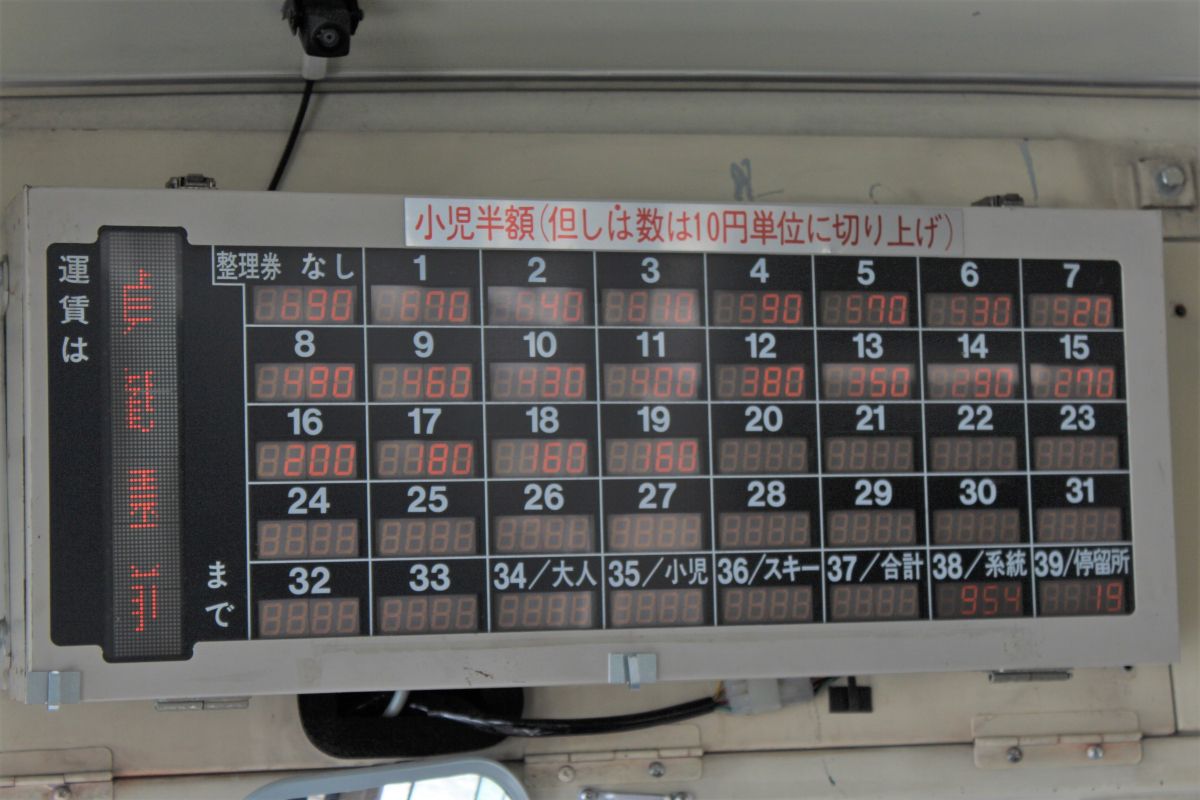 小児半額(但しは数は10円単位に切り上げ)
運賃は
まで
整理券 なし 1 2 3 4 5 6 7
690 670 640 610 590 570 530 520
8 9 10 11 12 13 14 15
490 460 430 400 380 350 290 270
16 17 18 19 20 21 22 23
200 180 160 160
24 25 26 27 28 29 30 31
32 33 34/大人 35/小児 36/スキー 37/合計 38/系統 39/停留所
954 19